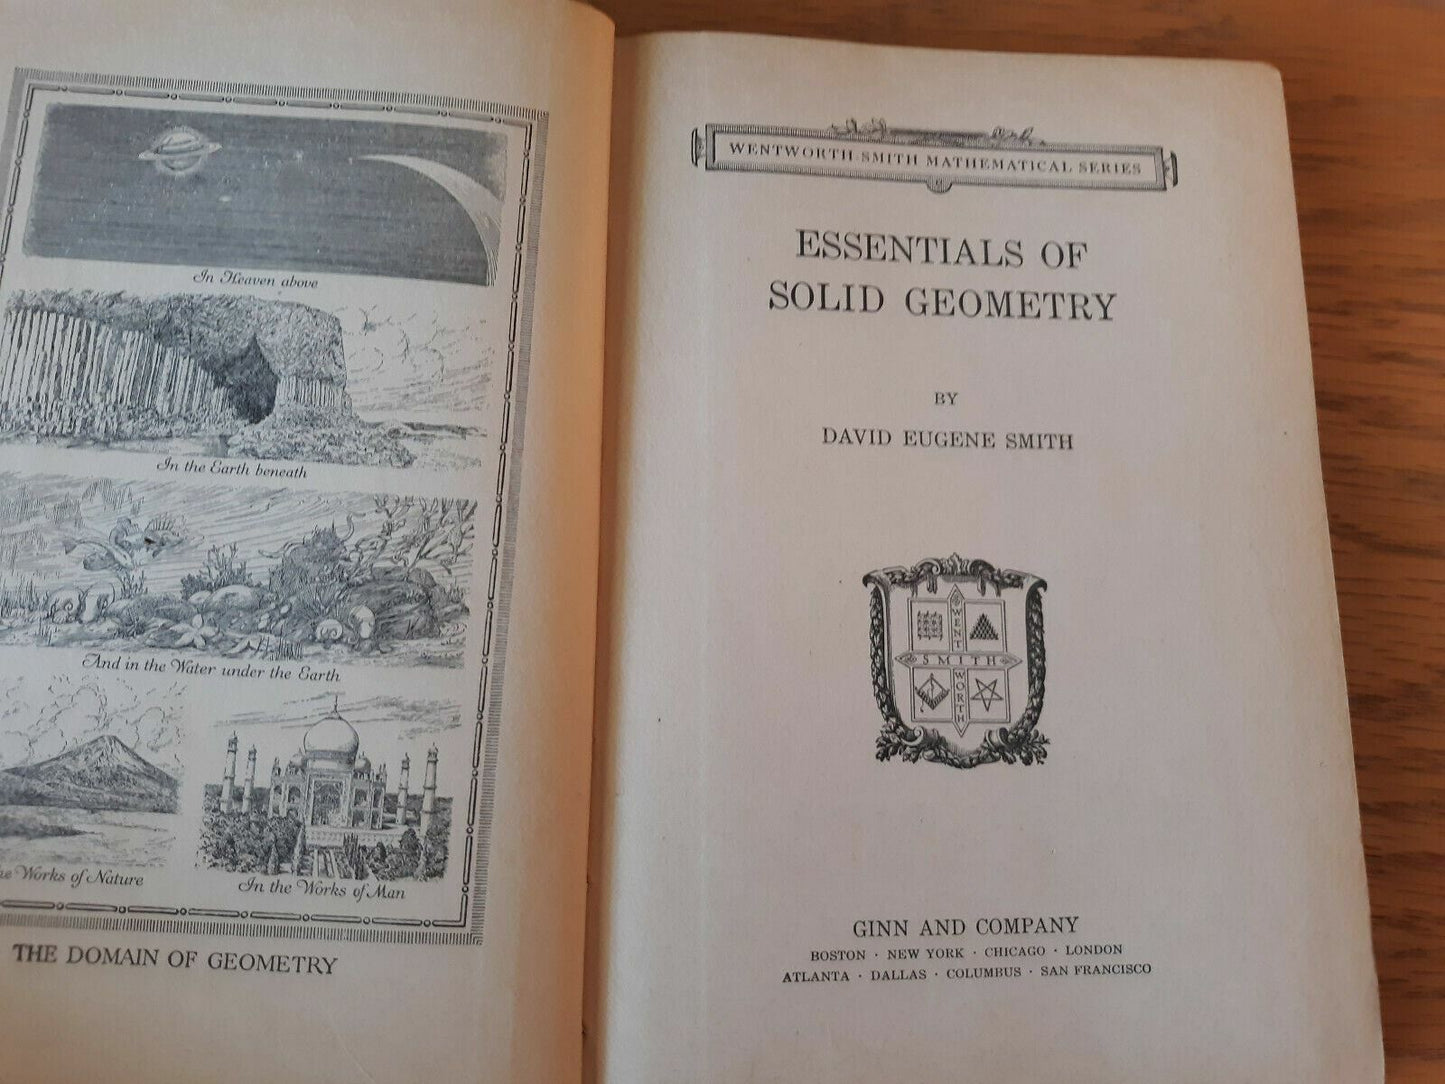 In Heaven above
In the Earth beneath
And in the Water under the Earth
Works of Nature
In the Works of Man
THE DOMAIN OF GEOMETRY
WENTWORTH-SMITH MATHEMATICAL SERIES
ESSENTIALS OF
SOLID GEOMETRY
BY
DAVID EUGENE SMITH
WENT
SMITH
WORTH
GINN AND COMPANY
BOSTON · NEW YORK · CHICAGO · LONDON
ATLANTA · DALLAS · COLUMBUS · SAN FRANCISCO